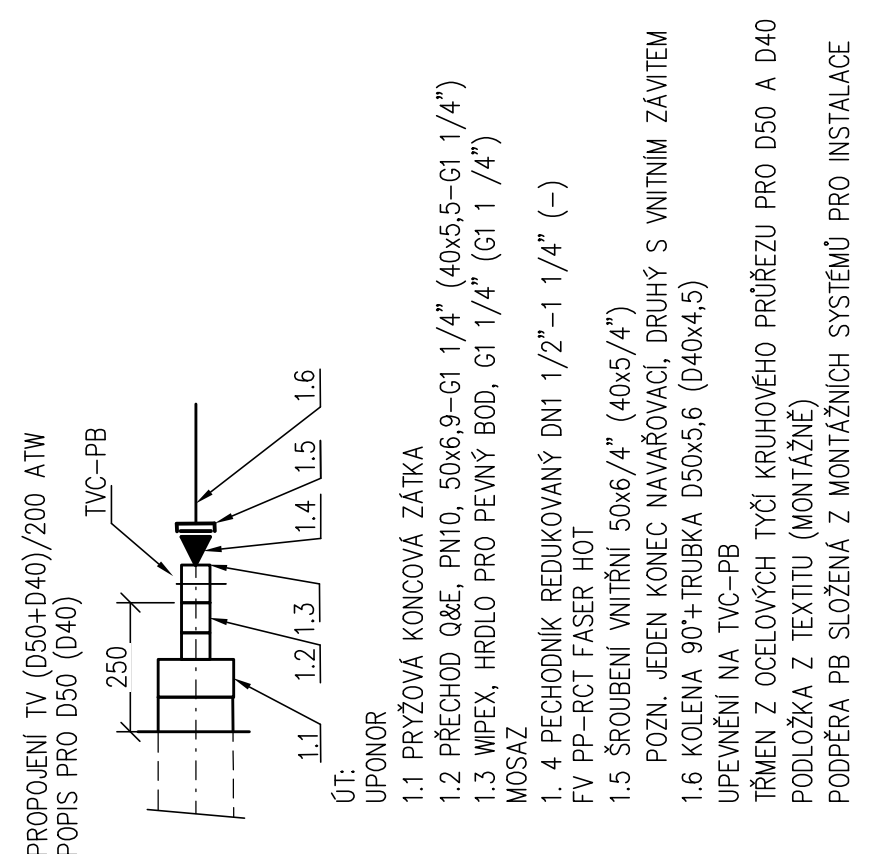 PROPOJENÍ TV (D50+D40)/200 ATW
POPIS PRO D50 (D40)
TVC-PB
250
1.1
1.2
1.3
1.4
1.5
1.6
ÚT:
UPONOR
1.1 PRYŽOVÁ KONCOVÁ ZÁTKA
1.2 PŘECHOD Q&E, PN10, 50x6,9-G1 1/4" (40x5,5-G1 1/4")
1.3 WIPEX, HRDLO PRO PEVNÝ BOD, G1 1/4" (G1 1 /4")
MOSAZ
1. 4 PECHODNÍK REDUKOVANÝ DN1 1/2"-1 1/4" (-)
FV PP-RCT FASER HOT
1.5 ŠROUBENÍ VNITŘNÍ 50x6/4" (40x5/4")
POZN. JEDEN KONEC NAVAŘOVACÍ, DRUHÝ S VNITNÍM ZÁVITEM
1.6 KOLENA 90°+TRUBKA D50x5,6 (D40x4,5)
UPEVNĚNÍ NA TVC-PB
TŘMEN Z OCELOVÝCH TYČÍ KRUHOVÉHO PRŮŘEZU PRO D50 A D40
PODLOŽKA Z TEXTITU (MONTÁŽNĚ)
PODPĚRA PB SLOŽENÁ Z MONTÁŽNÍCH SYSTÉMŮ PRO INSTALACE